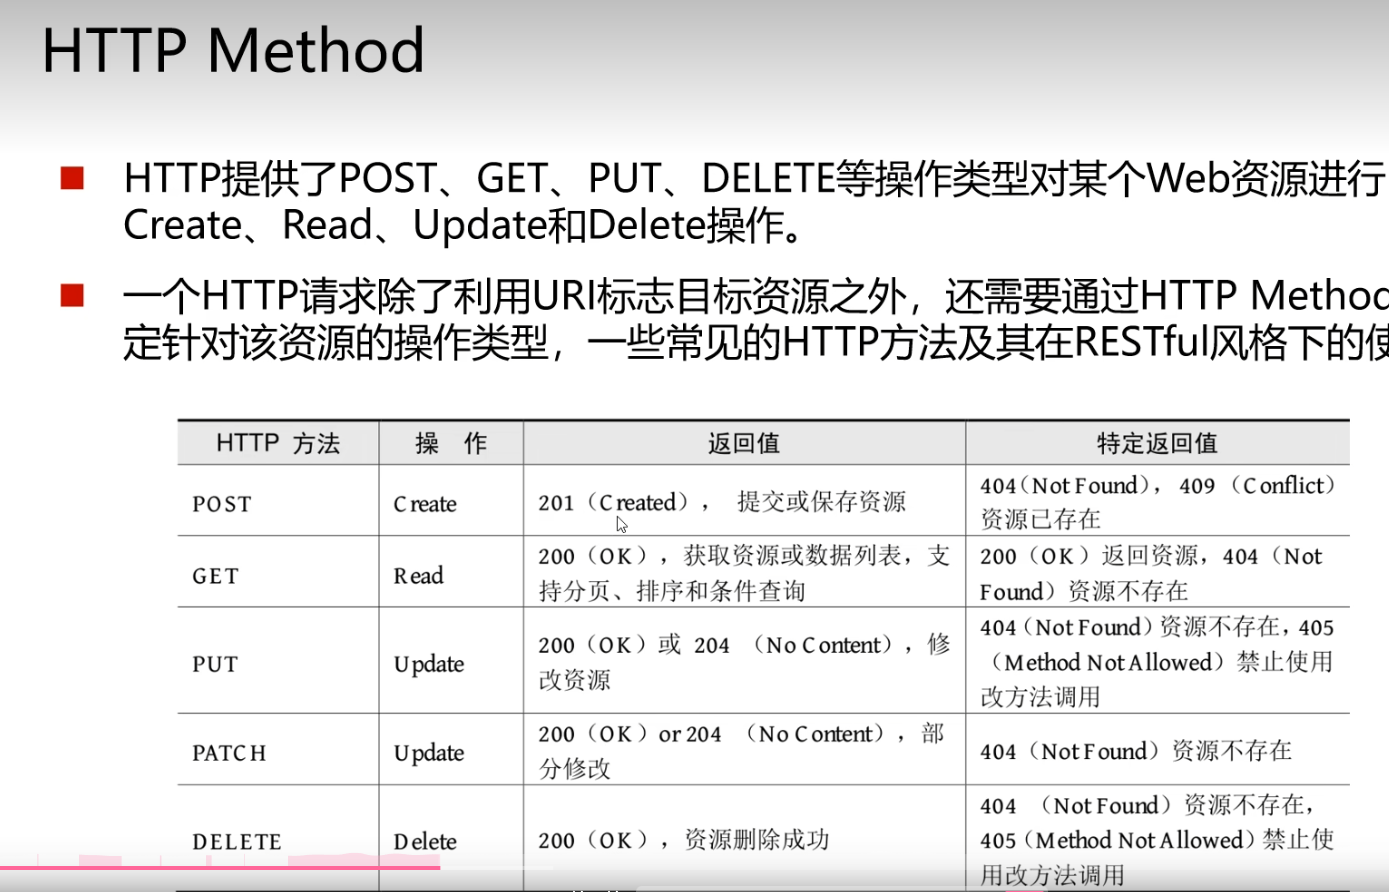 HTTP Method
HTTP提供了POST、GET、PUT、DELETE等操作类型对某个Web资源进行
Create、Read、Update和Delete操作。
一个HTTP请求除了利用URI标志目标资源之外，还需要通过HTTP Method
定针对该资源的操作类型，一些常见的HTTP方法及其在RESTful风格下的使
HTTP 方法 操 作 返回值 特定返回值
POST Create 201（Created）， 提交或保存资源 404（Not Found），409（Conflict）
资源已存在
GET Read 200（OK），获取资源或数据列表，支
持分页、排序和条件查询
200（OK）返回资源，404（Not
Found）资源不存在
PUT Update 200（OK）或 204 （No Content），修
改资源
404（Not Found）资源不存在，405
（Method Not Allowed）禁止使用
改方法调用
PATCH Update 200（OK）or 204 （No Content），部
分修改
404（Not Found）资源不存在
DELETE Delete 200（OK），资源删除成功
404 （Not Found）资源不存在，
405（Method Not Allowed）禁止使
用改方法调用